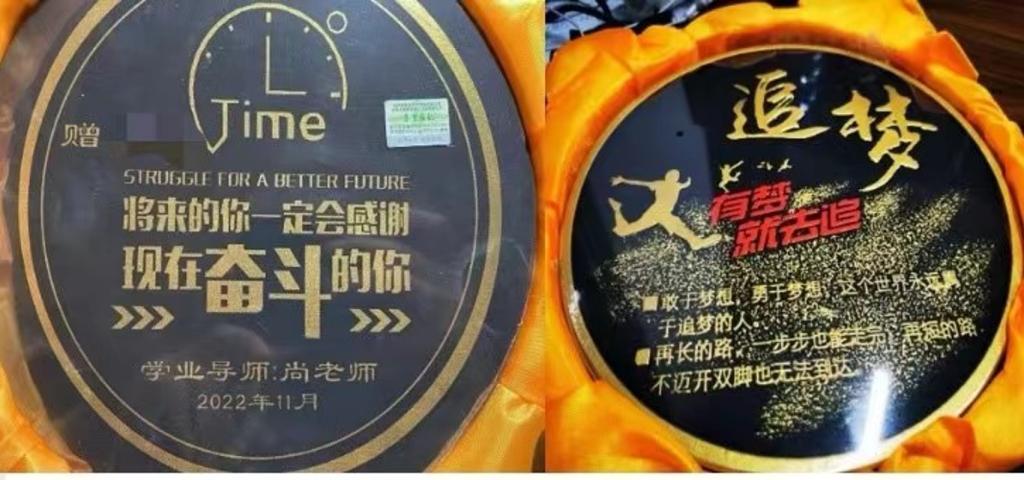 Time
赠
STRUGGLE FOR A BETTER FUTURE
将来的你一定会感谢
现在奋斗的你
学业导师:尚老师
2022年11月
追梦
有梦
就去追
敢于梦想,勇于梦想,这个世界永远属
于追梦的人。
再长的路,一步步也能走完,再短的路,
不迈开双脚也无法到达